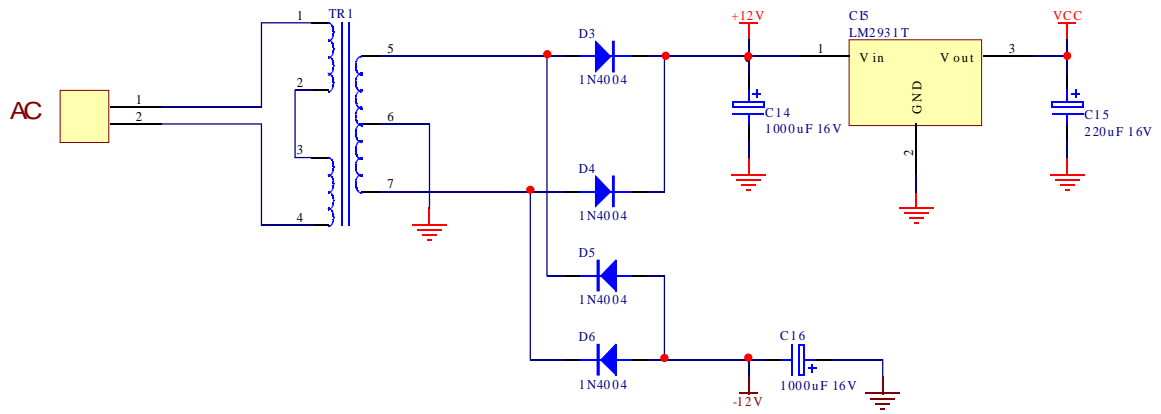 TR1
AC
1
2
1
2
3
4
5
6
7
D3
1N4004
D4
1N4004
D5
1N4004
D6
1N4004
+12V
C14
1000uF 16V
CI5
LM2931T
1
Vin
Vout
3
GND
2
VCC
C15
220uF 16V
C16
1000uF 16V
-12V